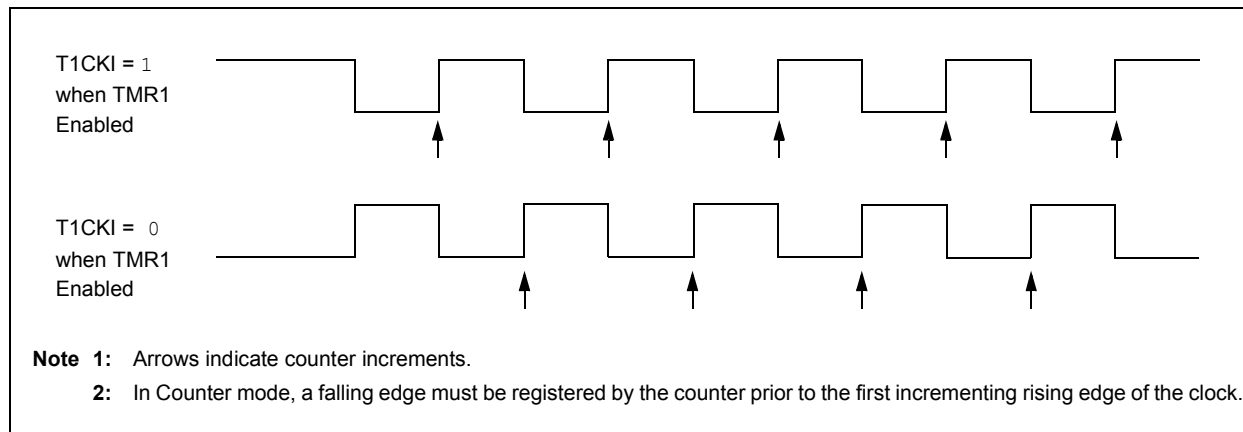 T1CKI = 1
when TMR1
Enabled
T1CKI = 0
when TMR1
Enabled
Note 1: Arrows indicate counter increments.
2: In Counter mode, a falling edge must be registered by the counter prior to the first incrementing rising edge of the clock.